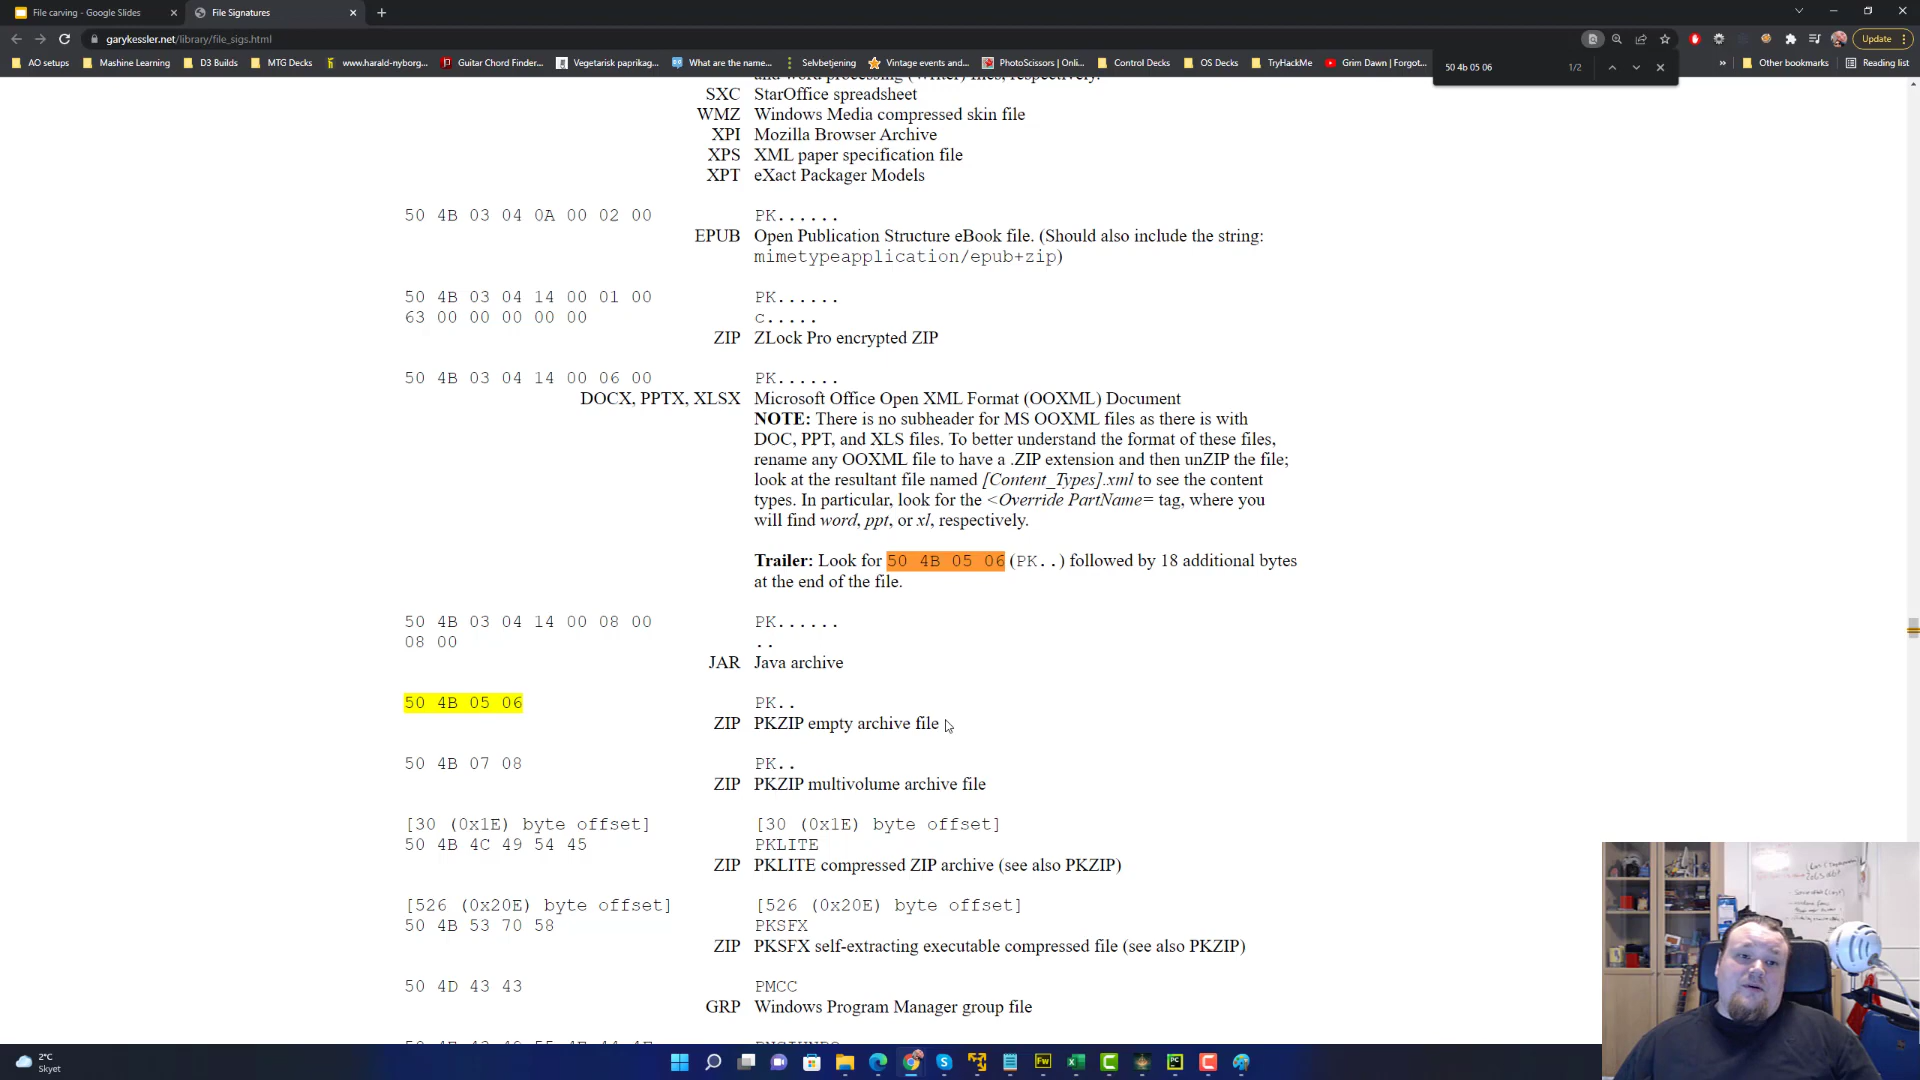 File carving - Google Slides
File Signatures
garykessler.net/library/file_sigs.html
Update
AO setups
Mashine Learning
D3 Builds
MTG Decks
www.harald-nyborg...
Guitar Chord Finder...
Vegetarisk paprikag...
What are the name...
Selvbetjening
Vintage events and...
PhotoScissors | Onli...
Control Decks
OS Decks
TryHackMe
Grim Dawn | Forgot...
Other bookmarks
Reading list
50 4b 05 06
1/2
and word processing (Writer) files, respectively.
SXC StarOffice spreadsheet
WMZ Windows Media compressed skin file
XPI Mozilla Browser Archive
XPS XML paper specification file
XPT eXact Packager Models
50 4B 03 04 0A 00 02 00 PK......
EPUB Open Publication Structure eBook file. (Should also include the string:
mimetypeapplication/epub+zip)
50 4B 03 04 14 00 01 00 PK......
63 00 00 00 00 00 c.....
ZIP ZLock Pro encrypted ZIP
50 4B 03 04 14 00 06 00 PK......
DOCX, PPTX, XLSX Microsoft Office Open XML Format (OOXML) Document
NOTE: There is no subheader for MS OOXML files as there is with
DOC, PPT, and XLS files. To better understand the format of these files,
rename any OOXML file to have a .ZIP extension and then unZIP the file;
look at the resultant file named [Content_Types].xml to see the content
types. In particular, look for the <Override PartName= tag, where you
will find word, ppt, or xl, respectively.
Trailer: Look for 50 4B 05 06 (PK..) followed by 18 additional bytes
at the end of the file.
50 4B 03 04 14 00 08 00 PK......
08 00 ..
JAR Java archive
50 4B 05 06 PK..
ZIP PKZIP empty archive file
50 4B 07 08 PK..
ZIP PKZIP multivolume archive file
[30 (0x1E) byte offset] [30 (0x1E) byte offset]
50 4B 4C 49 54 45 PKLITE
ZIP PKLITE compressed ZIP archive (see also PKZIP)
[526 (0x20E) byte offset] [526 (0x20E) byte offset]
50 4B 53 70 58 PKSFX
ZIP PKSFX self-extracting executable compressed file (see also PKZIP)
50 4D 43 43 PMCC
GRP Windows Program Manager group file
2°C
Skyet